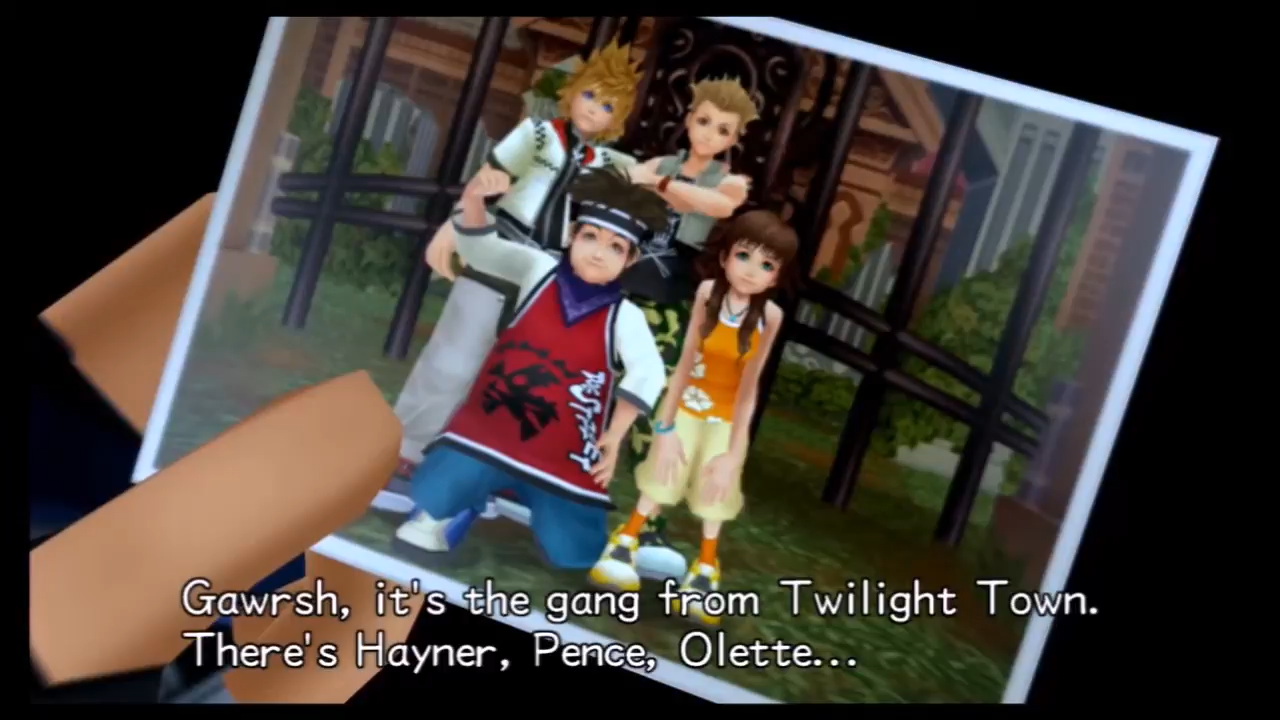 Gawrsh, it's the gang from Twilight Town.
There's Hayner, Pence, Olette...